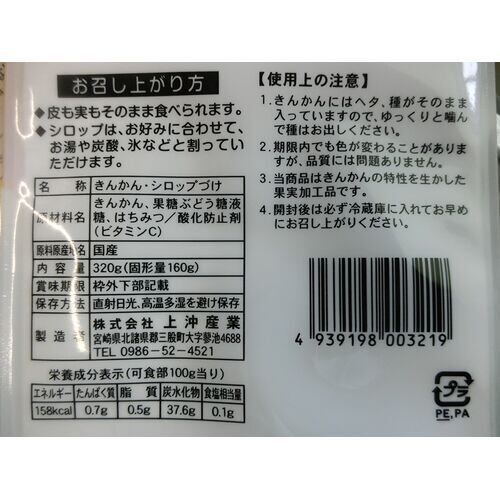 お召し上がり方
◆皮も実もそのまま食べられます。
◆シロップは、お好みに合わせて、
お湯や炭酸、氷などと割っていた
だけます。
名称 きんかん・シロップづけ
原材料名 きんかん、果糖ぶどう糖液
糖、はちみつ／酸化防止剤
(ビタミンC)
原料原産地名 国産
内容量 320g(固形量160g)
賞味期限 枠外下部記載
保存方法 直射日光、高温多湿を避け保存
製造者 株式会社 上沖産業
宮崎県北諸県郡三股町大字蓼池4688
TEL 0986-52-4521
栄養成分表示(可食部100g当り)
エネルギー たんぱく質 脂質 炭水化物 食塩相当量
158kcal 0.7g 0.5g 37.6g 0.1g
【使用上の注意】
1.きんかんにはヘタ、種がそのまま
入っていますので、ゆっくりと噛ん
で種はお出しください。
2.期限内でも色が変わることがありま
すが、品質には問題ありません。
3.当商品はきんかんの特性を生かした
果実加工品です。
4.開封後は必ず冷蔵庫に入れてお早め
にお召し上がりください。
4939198003219
プラ
PE,PA